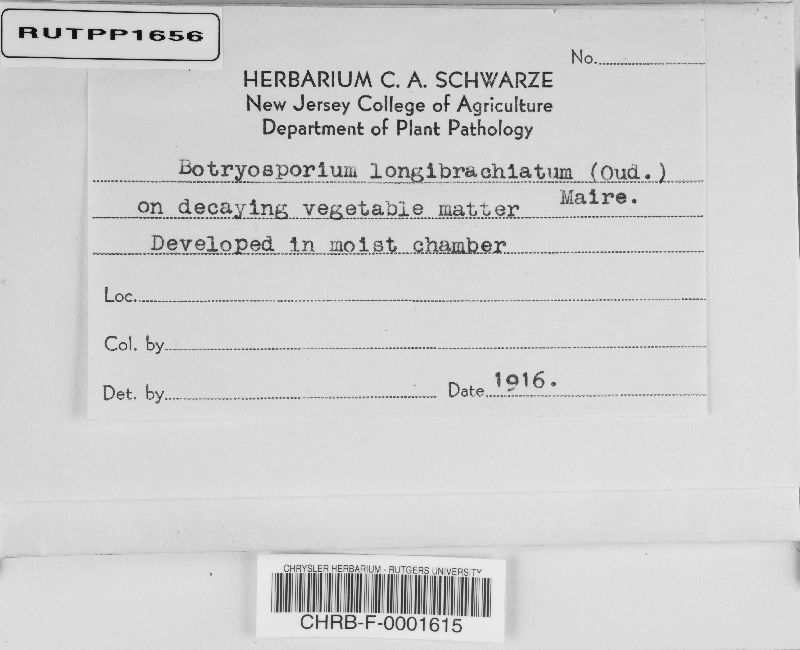 RUTPP1656
No.
HERBARIUM C. A. SCHWARZE
New Jersey College of Agriculture
Department of Plant Pathology
Botryosporium longibrachiatum (Oud.)
Maire.
on decaying vegetable matter
Developed in moist chamber
Loc.
Col. by
Det. by
Date 1916.
CHRYSLER HERBARIUM - RUTGERS UNIVERSITY
CHRB-F-0001615